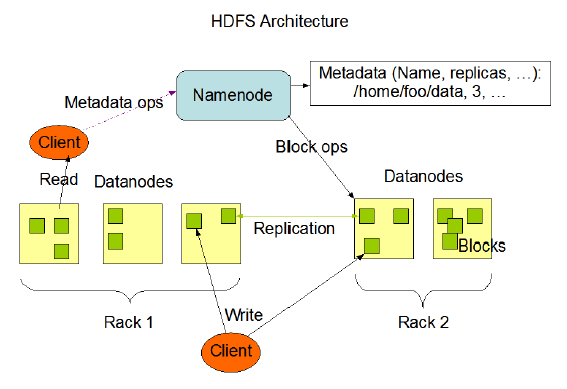 HDFS Architecture
Metadata (Name, replicas, …):
/home/foo/data, 3, …
Namenode
Metadata ops
Client
Block ops
Read
Datanodes
Datanodes
Replication
Blocks
Write
Rack 1
Rack 2
Client